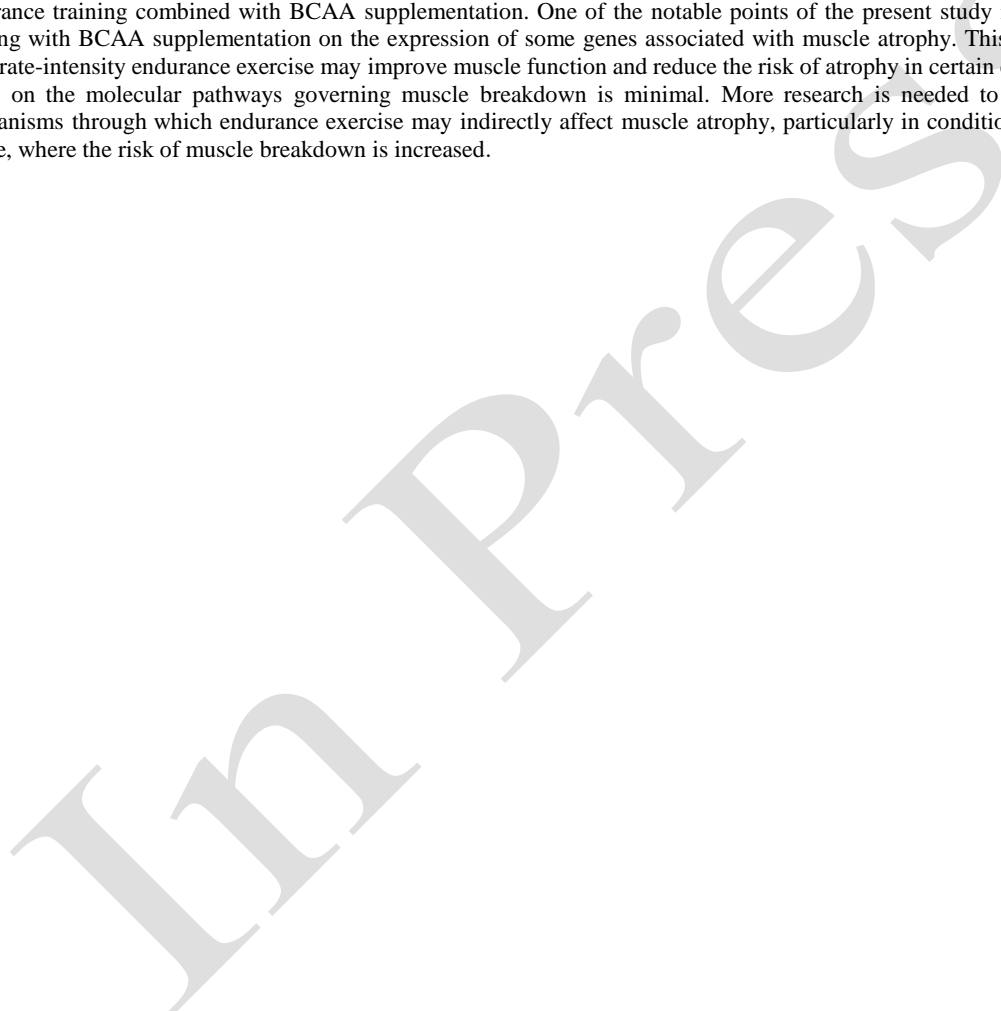 rance training combined with BCAA supplementation. One of the notable points of the present study
ng with BCAA supplementation on the expression of some genes associated with muscle atrophy. This
rate-intensity endurance exercise may improve muscle function and reduce the risk of atrophy in certain
on the molecular pathways governing muscle breakdown is minimal. More research is needed to
anisms through which endurance exercise may indirectly affect muscle atrophy, particularly in conditio
e, where the risk of muscle breakdown is increased.
In Pres